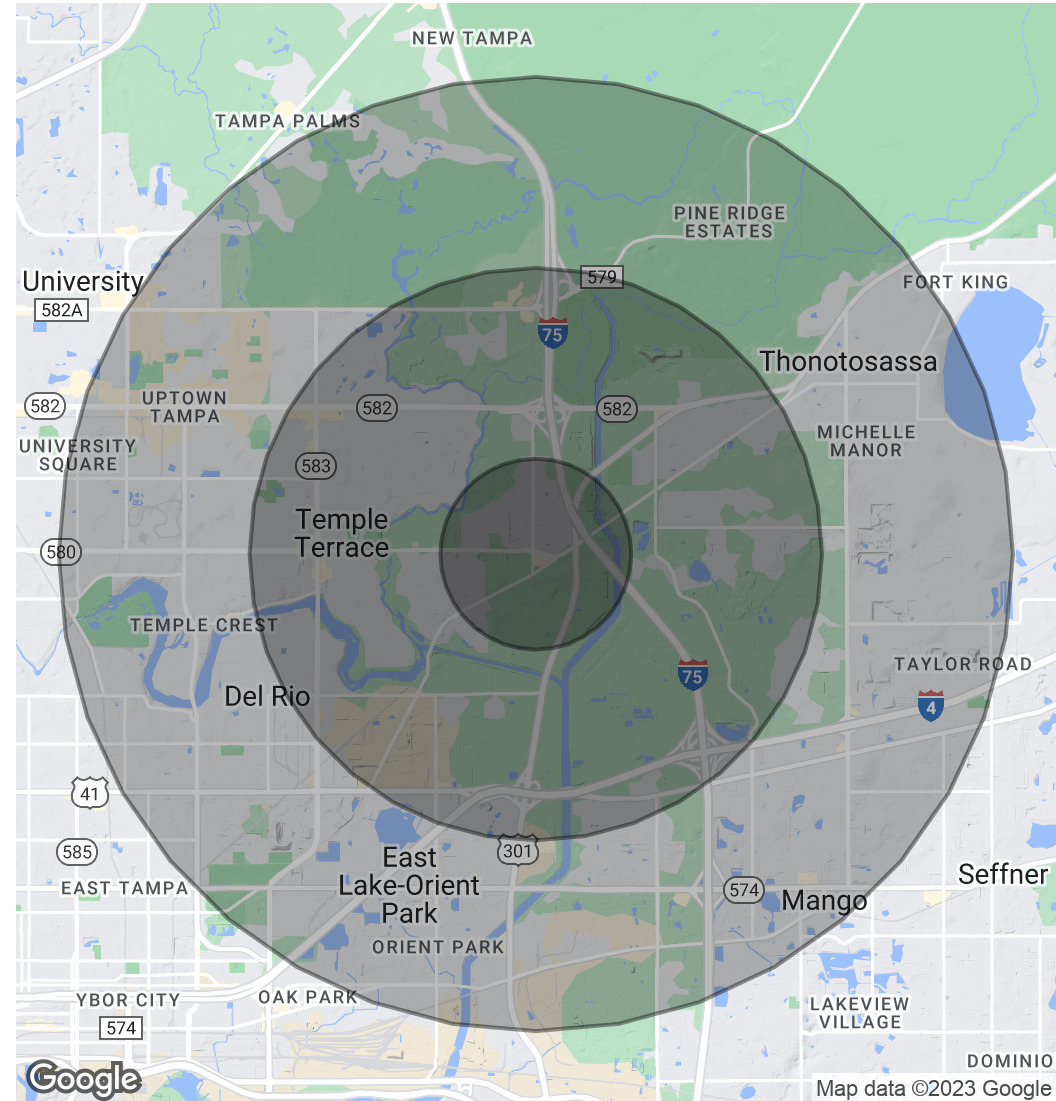 NEW TAMPA
TAMPA PALMS
PINE RIDGE
ESTATES
University
579
FORT KING
582A
75
Thonotosassa
UPTOWN
TAMPA
582
582
582
MICHELLE
MANOR
UNIVERSITY
SQUARE
583
Temple
Terrace
580
TEMPLE CREST
TAYLOR ROAD
75
Del Rio
4
41
585
301
East
Lake-Orient
Park
Seffner
EAST TAMPA
574
Mango
ORIENT PARK
YBOR CITY
OAK PARK
LAKEVIEW
VILLAGE
574
DOMINIO
Google
Map data ©2023 Google